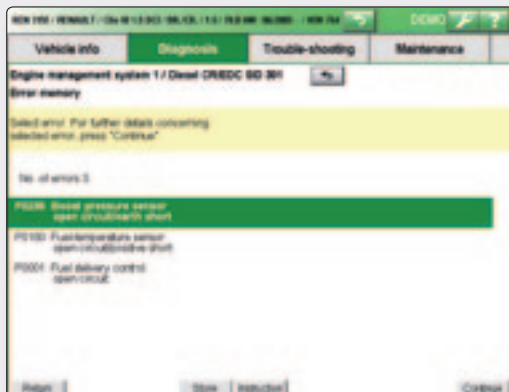 DEMO ?
Vehicle info Diagnosis Trouble-shooting Maintenance
Engine management system 1 / Diesel CR/EDC SID 301
Error memory
Select error. For further details concerning
selected error, press "Continue"
No. of errors 3
Boost pressure sensor
open circuit/earth short
P0180 Fuel temperature sensor
open circuit/positive short
P0001 Fuel delivery control
open circuit
Return Store Instruction Continue